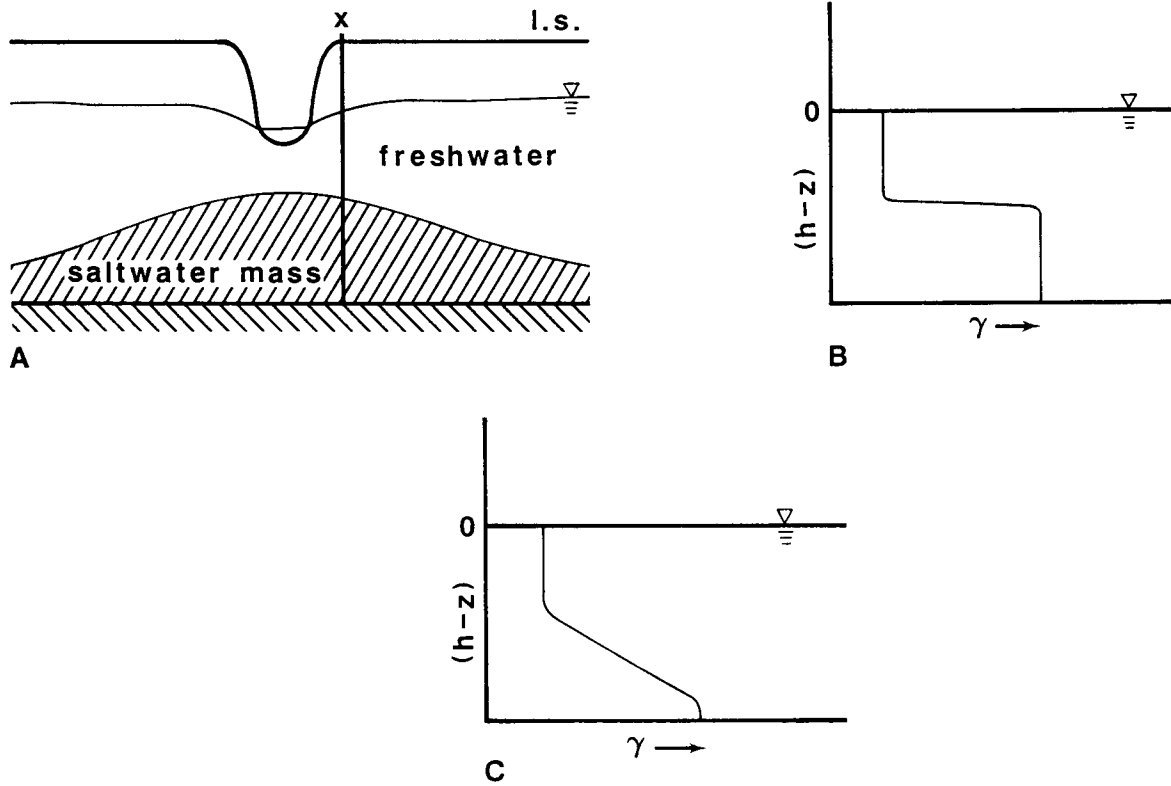 x
l.s.
freshwater
saltwater mass
A
0
(h-z)
γ
B
0
(h-z)
γ
C